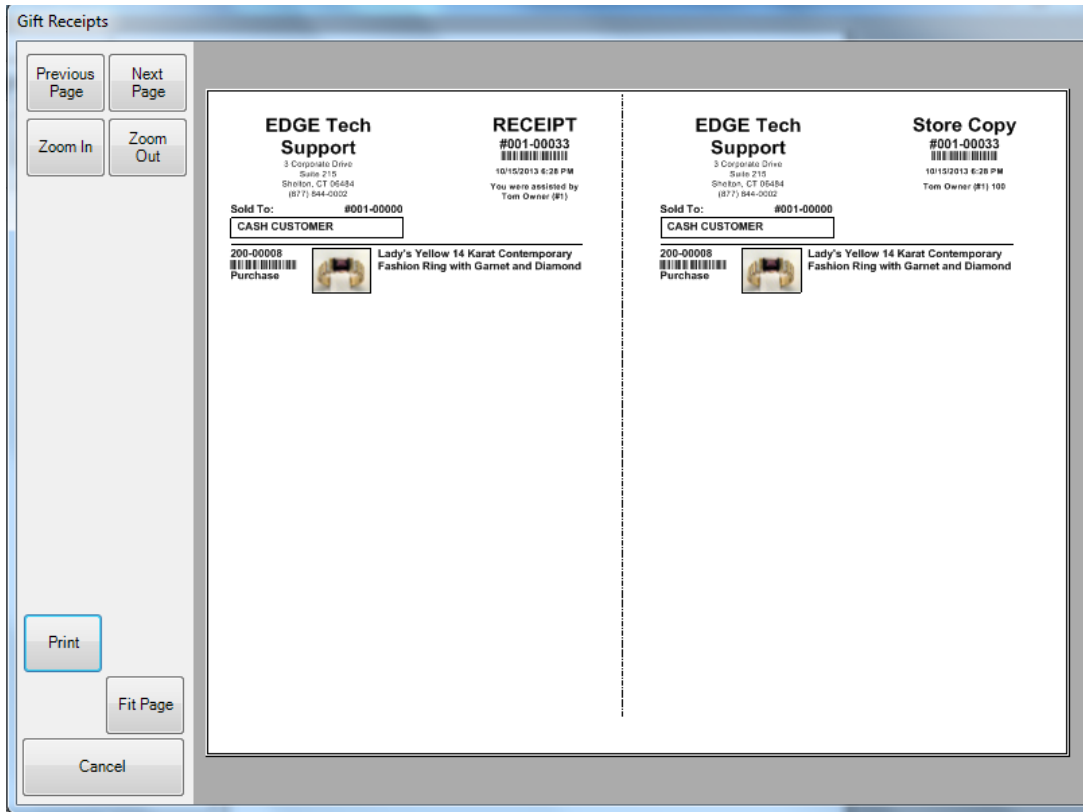 Gift Receipts
Previous
Page
Next
Page
Zoom In
Zoom
Out
Print
Fit Page
Cancel
EDGE Tech
Support
3 Corporate Drive
Suite 215
Shelton, CT 06484
(877) 844-0002
RECEIPT
#001-00033
10/15/2013 6:28 PM
You were assisted by
Tom Owner (#1)
Sold To: #001-00000
CASH CUSTOMER
200-00008
Purchase
Lady's Yellow 14 Karat Contemporary
Fashion Ring with Garnet and Diamond
EDGE Tech
Support
3 Corporate Drive
Suite 215
Shelton, CT 06484
(877) 844-0002
Store Copy
#001-00033
10/15/2013 6:28 PM
Tom Owner (#1) 100
Sold To: #001-00000
CASH CUSTOMER
200-00008
Purchase
Lady's Yellow 14 Karat Contemporary
Fashion Ring with Garnet and Diamond